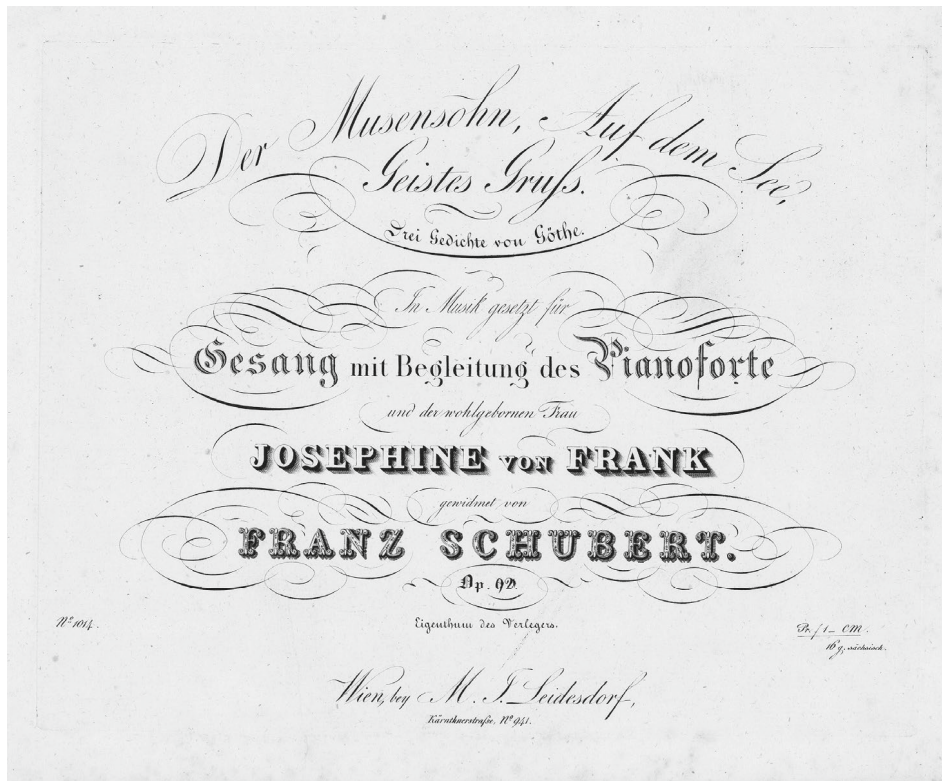 Der Musensohn, Auf dem See,
Geistes Gruſs.
Drei Gedichte von Göthe.
In Musik gesetzt für
Gesang mit Begleitung des Pianoforte
und der wohlgebornen Frau
JOSEPHINE VON FRANK
gewidmet von
FRANZ SCHUBERT.
Op. 92.
Eigenthum des Verlegers.
Nº 1014.
Pr. f 1_ CM.
16 g. sächsisch.
Wien, bey M. J. Leidesdorf,
Kärnthnerstraſse, Nº 941.